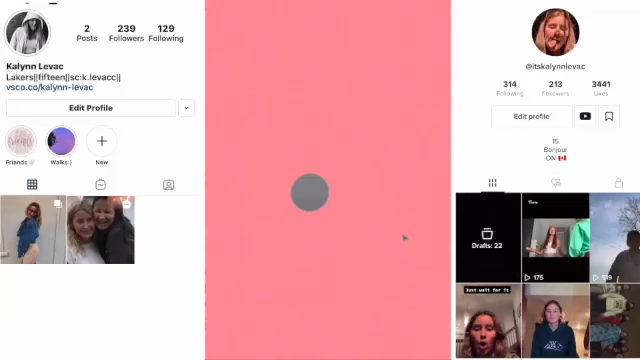 2
239
129
Posts
Followers
Following
Kalynn Levac
Lakers||fifteen||sc:k.levacc||
vsco.co/kalynn-levac
Edit Profile
Friends🤍
Walks:)
New
@itskalynnlevac
314
213
3441
Following
Followers
Likes
Edit profile
15
Bonjour
ON 🇨🇦
Drafts: 22
175
519
Just wait for it